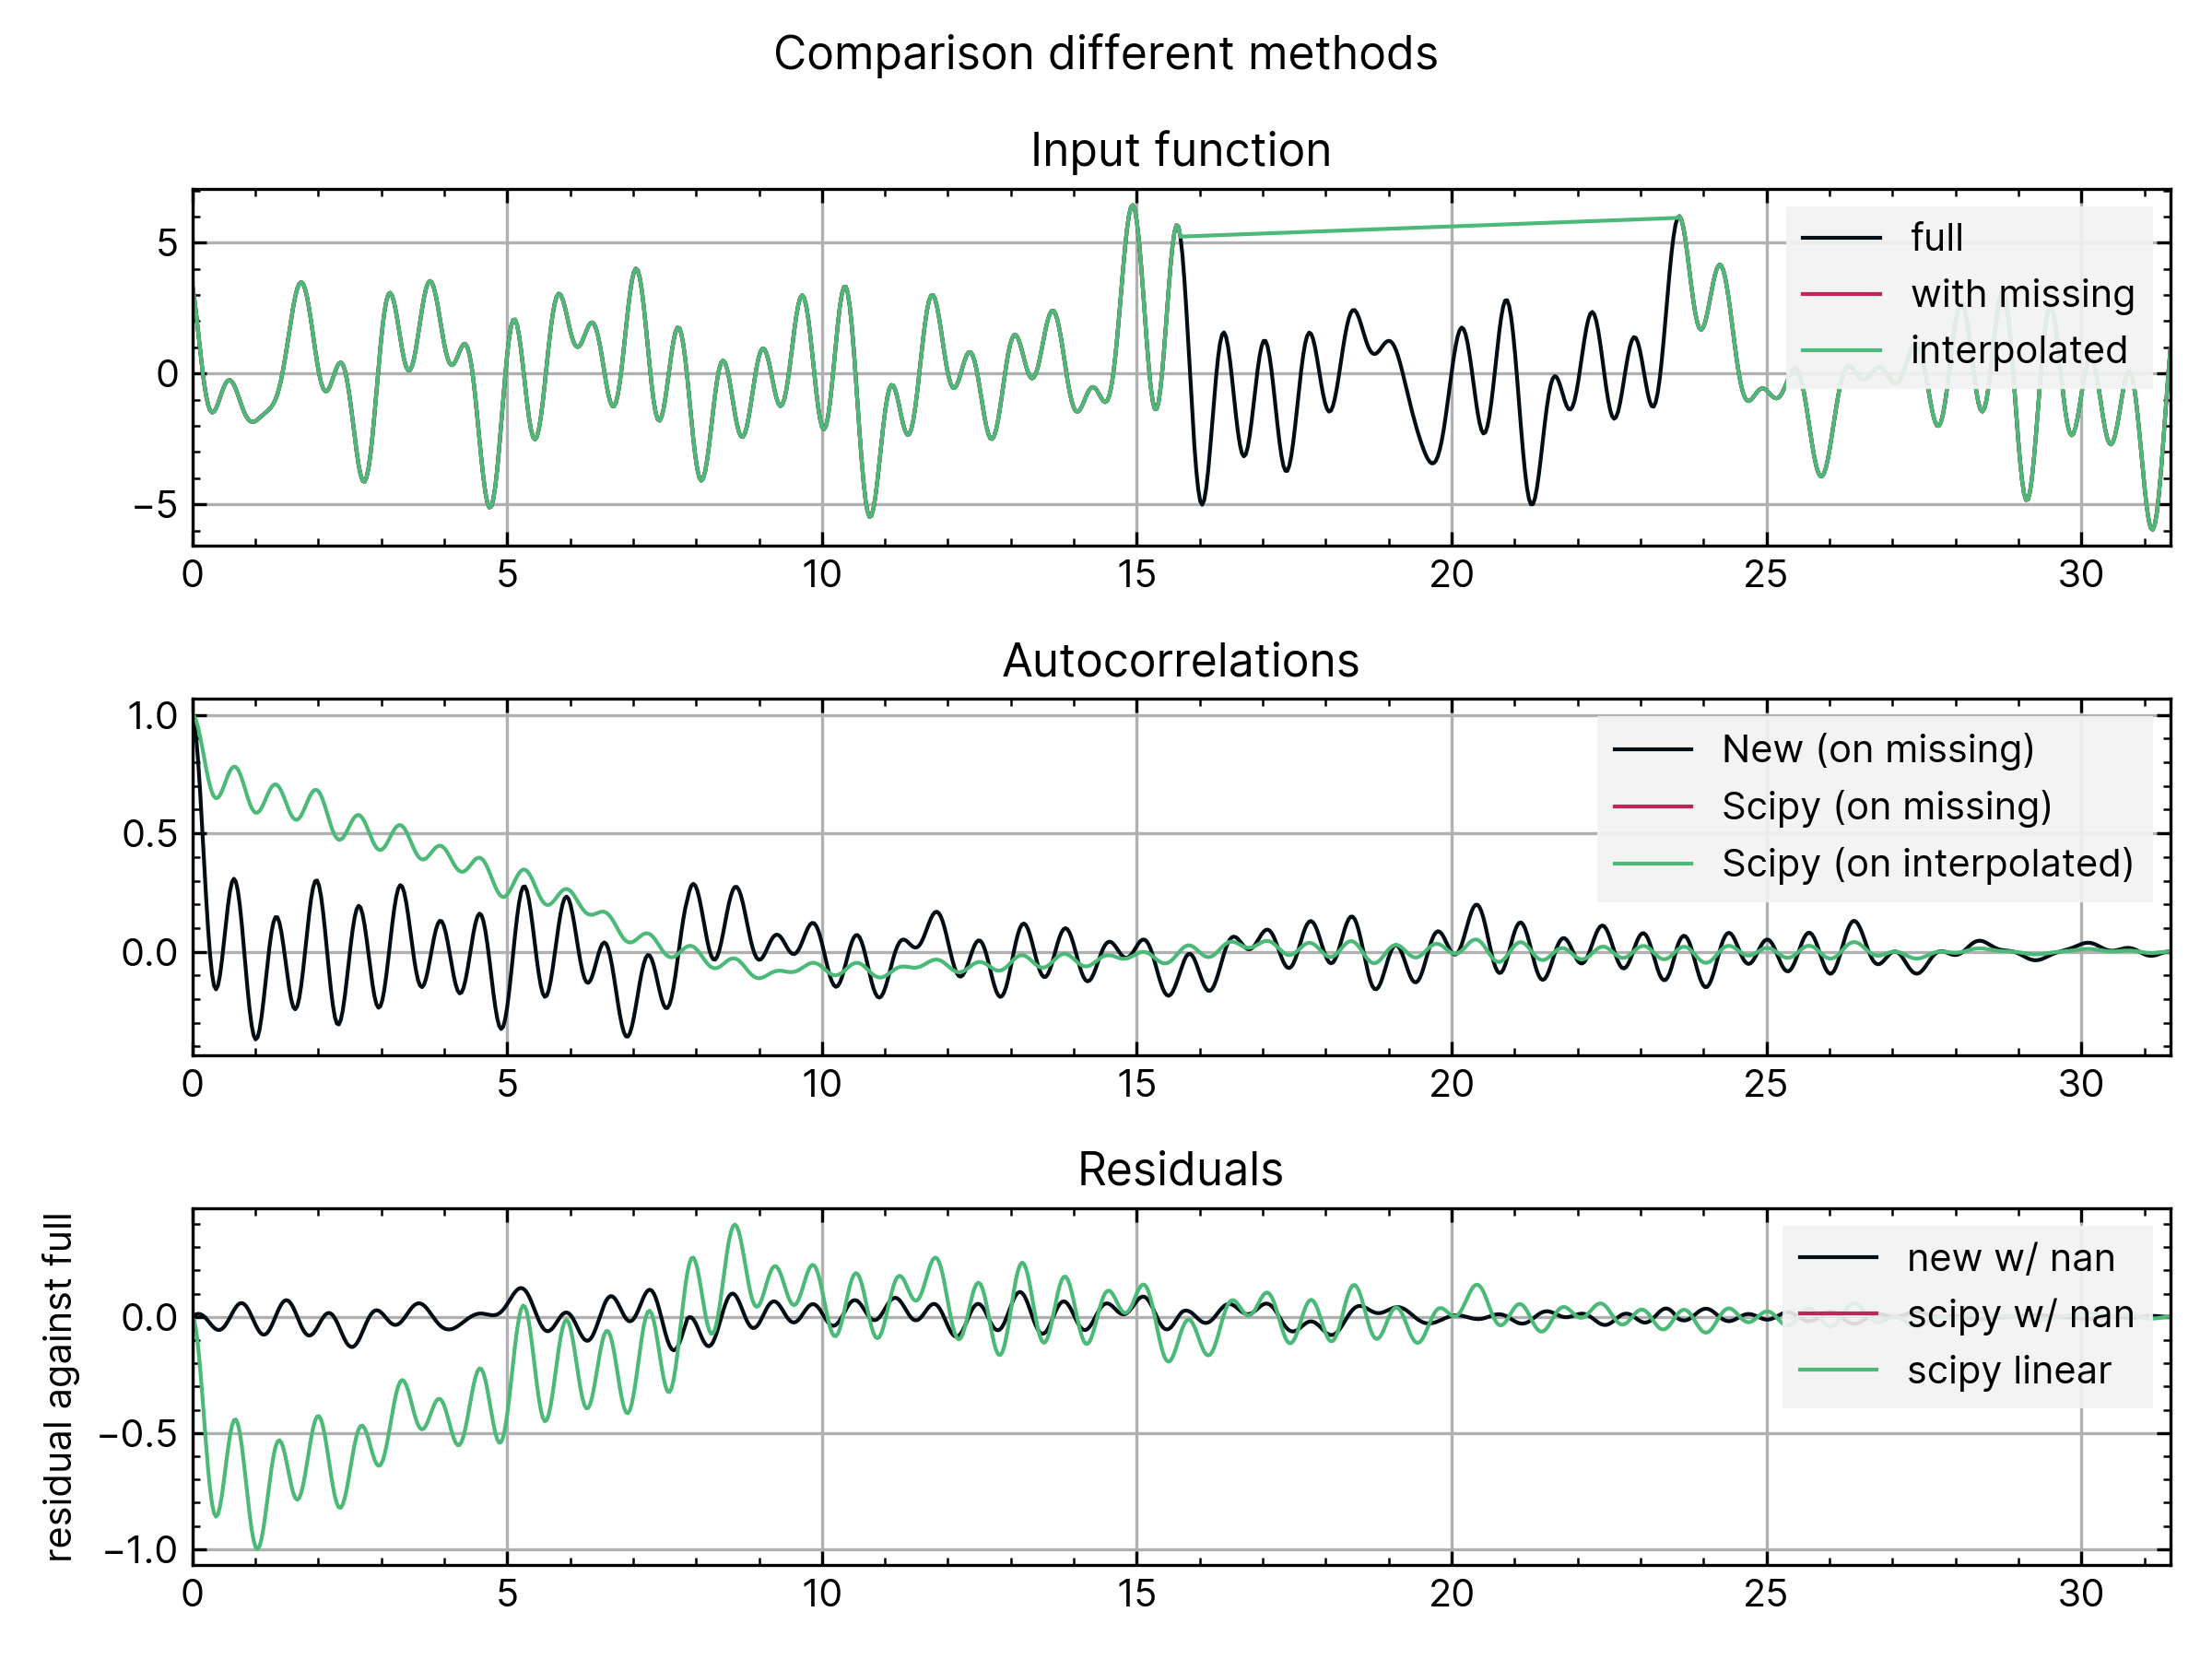 Comparison different methods
Input function
5
0
−5
full
with missing
interpolated
0 5 10 15 20 25 30
Autocorrelations
1.0
0.5
0.0
New (on missing)
Scipy (on missing)
Scipy (on interpolated)
0 5 10 15 20 25 30
Residuals
residual against full
0.0
−0.5
−1.0
new w/ nan
scipy w/ nan
scipy linear
0 5 10 15 20 25 30